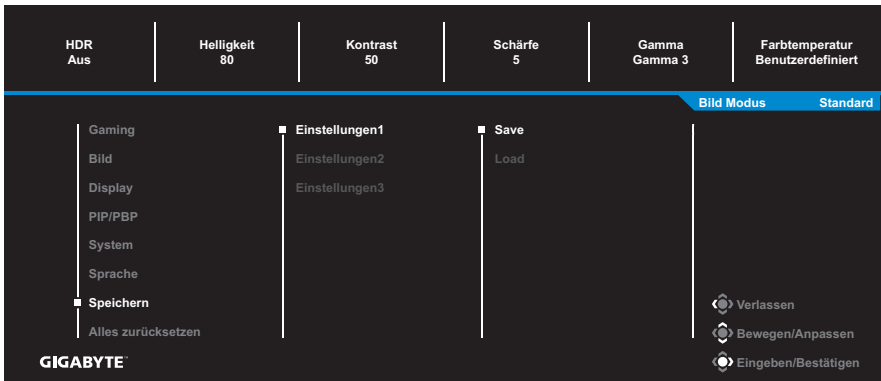 HDR Helligkeit Kontrast Schärfe Gamma Farbtemperatur
Aus 80 50 5 Gamma 3 Benutzerdefiniert
Bild Modus Standard
Gaming Einstellungen1 Save
Bild Einstellungen2 Load
Display Einstellungen3
PIP/PBP
System
Sprache
Speichern Verlassen
Alles zurücksetzen Bewegen/Anpassen
GIGABYTE™ Eingeben/Bestätigen